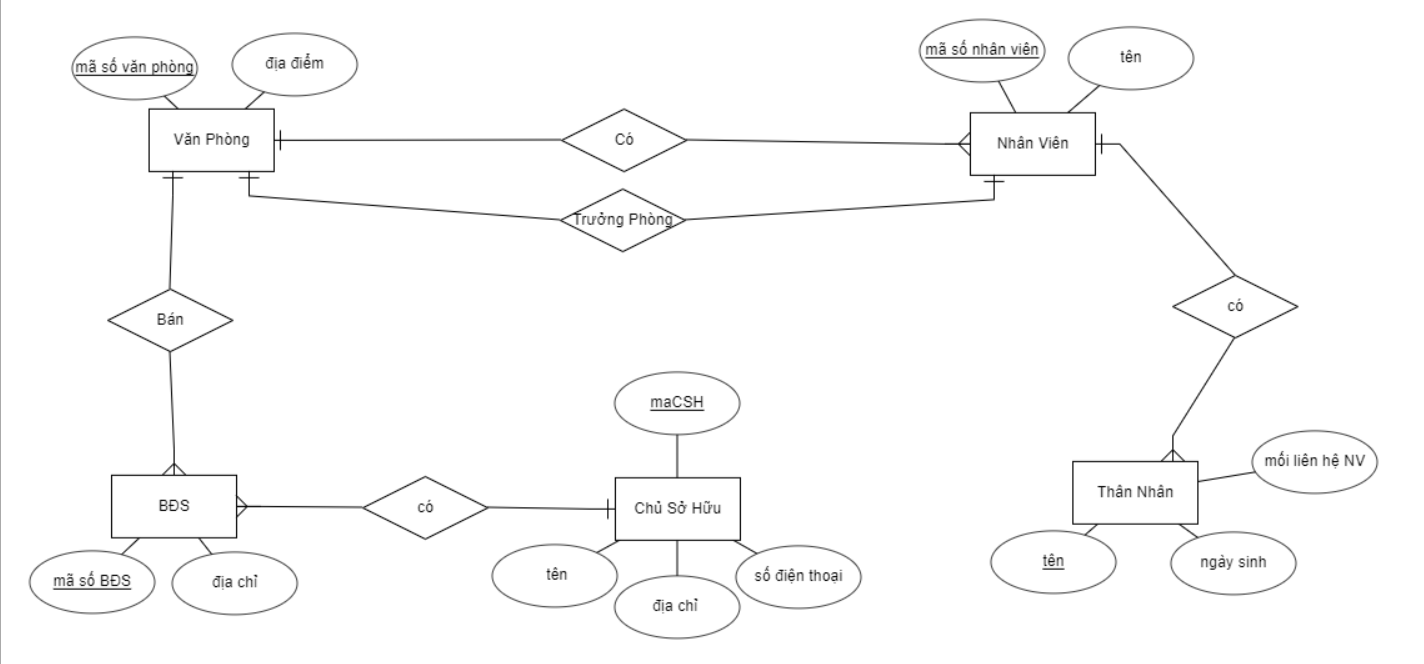 mã số văn phòng
địa điểm
mã số nhân viên
tên
Văn Phòng
Có
Nhân Viên
Trưởng Phòng
Bán
có
maCSH
mối liên hệ NV
Thân Nhân
BĐS
có
Chủ Sở Hữu
tên
ngày sinh
mã số BĐS
địa chỉ
tên
địa chỉ
số điện thoại